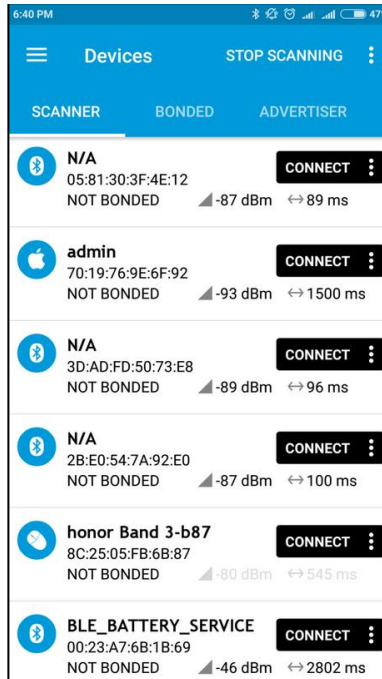 6:40 PM 47
Devices STOP SCANNING
SCANNER BONDED ADVERTISER
N/A
CONNECT
05:81:30:3F:4E:12
NOT BONDED -87 dBm 89 ms
admin
CONNECT
70:19:76:9E:6F:92
NOT BONDED -93 dBm 1500 ms
N/A
CONNECT
3D:AD:FD:50:73:E8
NOT BONDED -89 dBm 96 ms
N/A
CONNECT
2B:E0:54:7A:92:E0
NOT BONDED -87 dBm 100 ms
honor Band 3-b87
CONNECT
8C:25:05:FB:6B:87
NOT BONDED -80 dBm 545 ms
BLE_BATTERY_SERVICE
CONNECT
00:23:A7:6B:1B:69
NOT BONDED -46 dBm 2802 ms